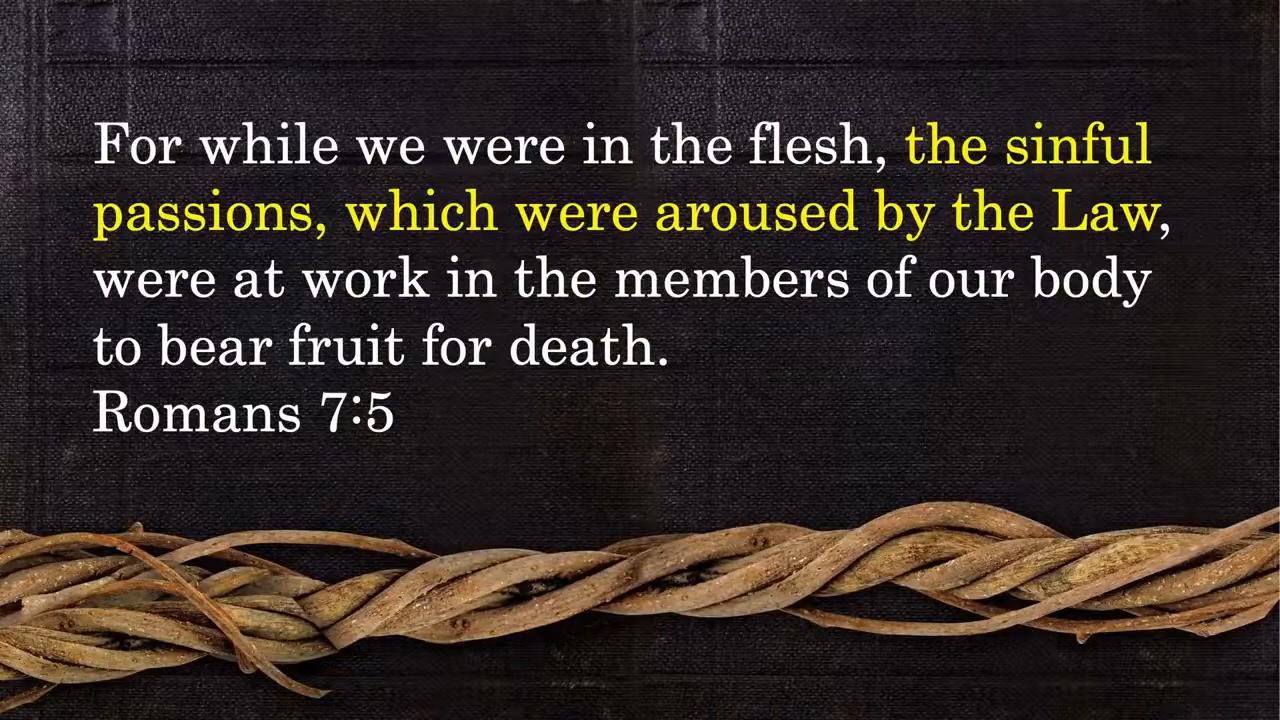 For while we were in the flesh, the sinful
passions, which were aroused by the Law,
were at work in the members of our body
to bear fruit for death.
Romans 7:5